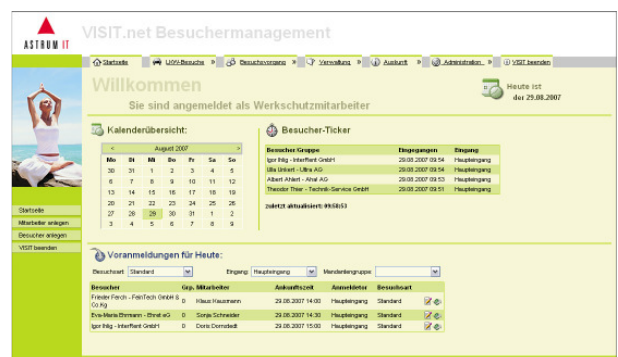 ASTRUM IT
VISIT.net Besuchermanagement
Startseite LKW-Besuche » Besuchsvorgang » Verwaltung » Auskunft » Administration » VISIT beenden
Willkommen
Sie sind angemeldet als Werkschutzmitarbeiter
Heute ist
der 29.08.2007
Kalenderübersicht:
< August 2007 >
Mo Di Mi Do Fr Sa So
30 31 1 2 3 4 5
6 7 8 9 10 11 12
13 14 15 16 17 18 19
20 21 22 23 24 25 26
27 28 29 30 31 1 2
3 4 5 6 7 8 9
Besucher-Ticker
Besucher/Gruppe Eingegangen Eingang
Igor Ihlig - InterRent GmbH 29.08.2007 09:54 Haupteingang
Ulla Unkert - Ultra AG 29.08.2007 09:54 Haupteingang
Albert Ahlert - Ahal AG 29.08.2007 09:53 Haupteingang
Theodor Thier - Technik-Service GmbH 29.08.2007 09:51 Haupteingang
zuletzt aktualisiert: 09:58:53
Startseite
Mitarbeiter anlegen
Besucher anlegen
VISIT beenden
Voranmeldungen für Heute:
Besuchsart Standard Eingang: Haupteingang Mandantengruppe:
Besucher Grp. Mitarbeiter Ankunftszeit Anmeldetor Besuchsart
Frieder Ferch - FeinTech GmbH & Co.Kg 0 Klaus Kausmann 29.08.2007 14:00 Haupteingang Standard
Eva-Maria Ehrmann - Ehret eG 0 Sonja Schneider 29.08.2007 14:30 Haupteingang Standard
Igor Ihlig - InterRent GmbH 0 Doris Dornstedt 29.08.2007 15:00 Haupteingang Standard